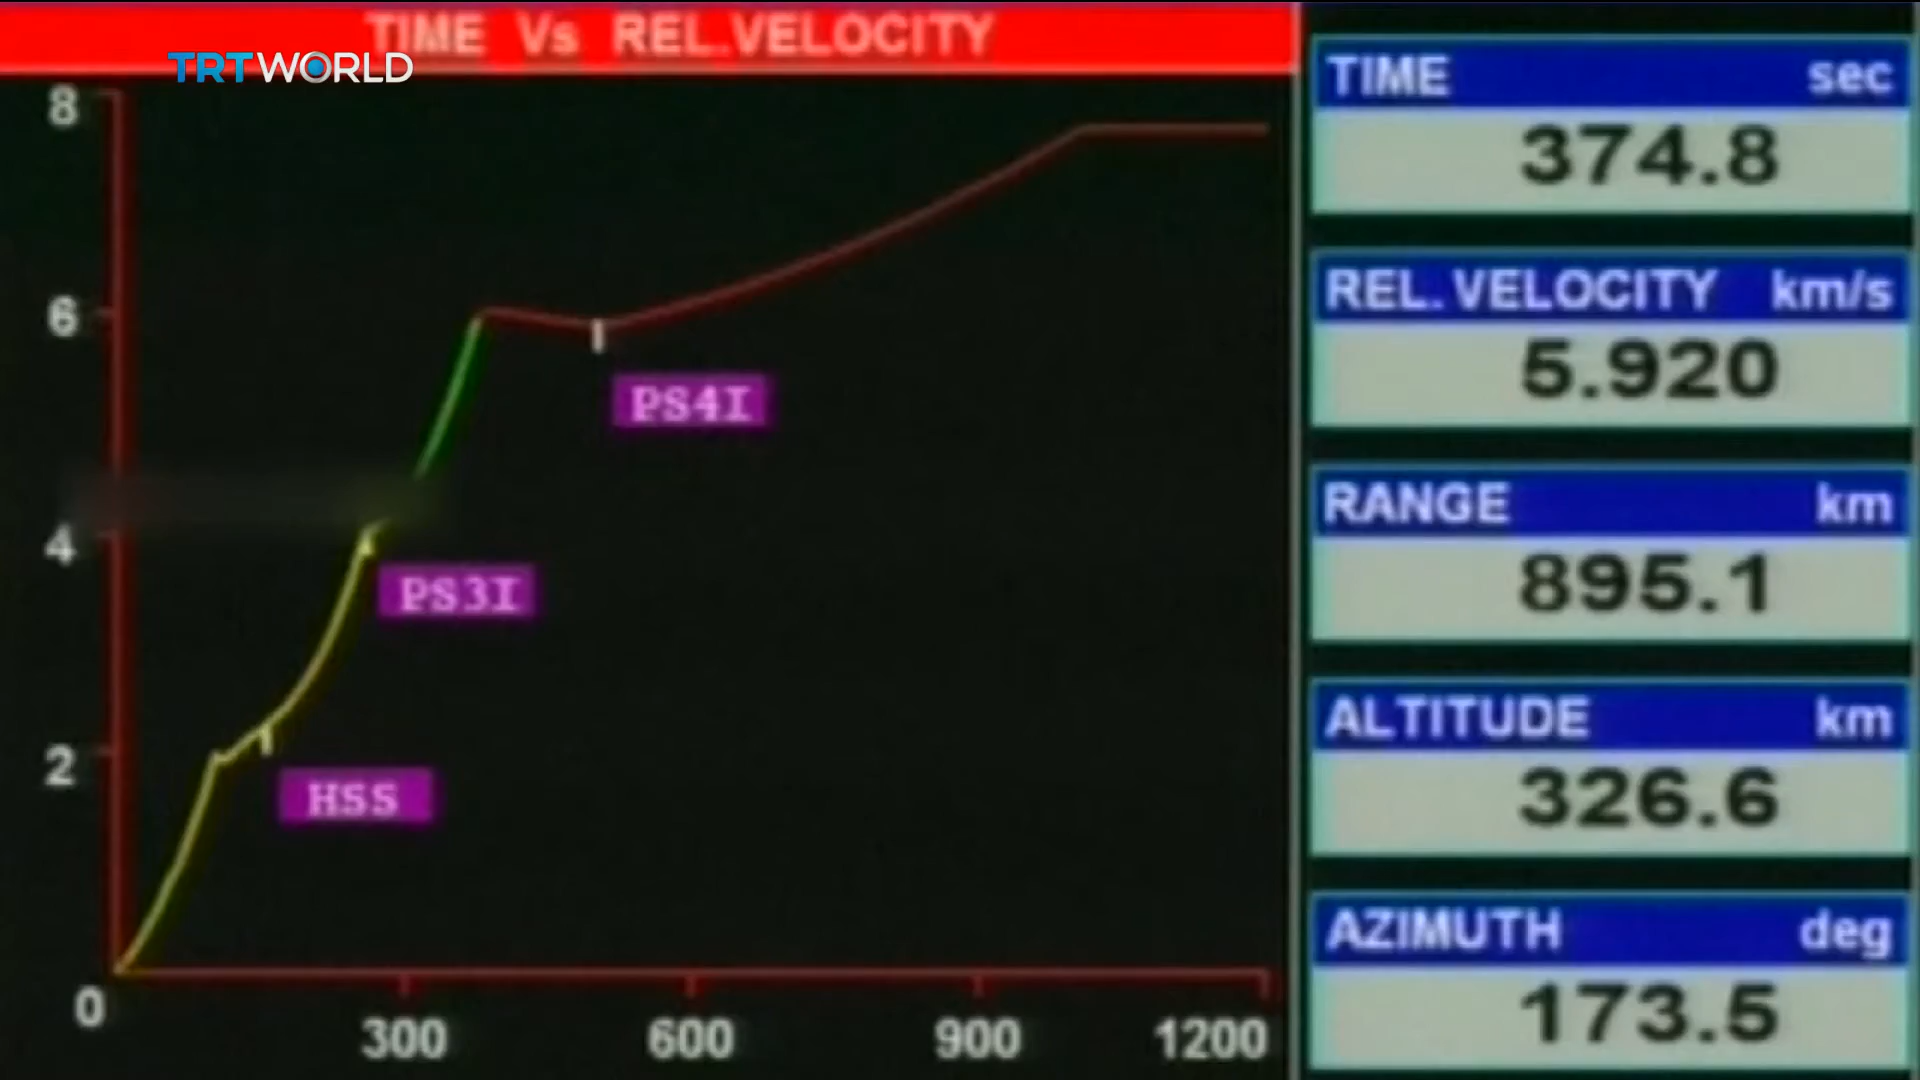 TIME Vs REL.VELOCITY
TRTWORLD
8
6
4
2
0
300
600
900
1200
PS4I
PS3I
HSS
TIME sec
374.8
REL. VELOCITY km/s
5.920
RANGE km
895.1
ALTITUDE km
326.6
AZIMUTH deg
173.5